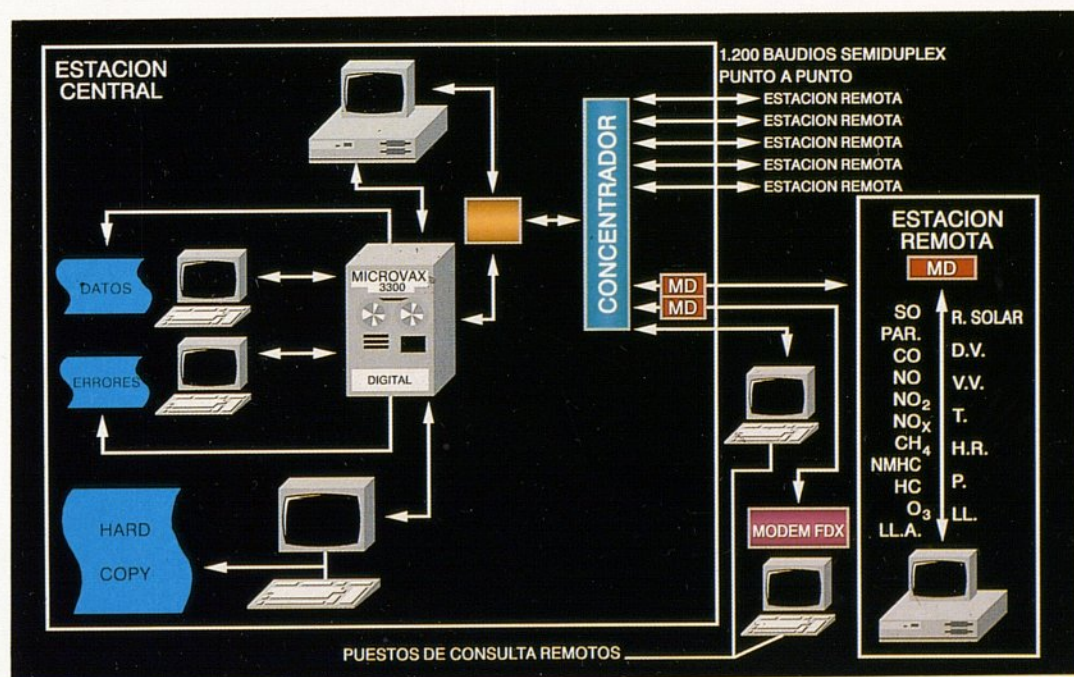 ESTACION
CENTRAL
1.200 BAUDIOS SEMIDUPLEX
PUNTO A PUNTO
ESTACION REMOTA
ESTACION REMOTA
ESTACION REMOTA
ESTACION REMOTA
ESTACION REMOTA
CONCENTRADOR
MICROVAX
3300
DIGITAL
DATOS
ERRORES
HARD
COPY
MD
MD
MODEM FDX
PUESTOS DE CONSULTA REMOTOS
ESTACION
REMOTA
MD
SO
PAR.
CO
NO
NO₂
NOₓ
CH₄
NMHC
HC
O₃
LL.A.
R. SOLAR
D.V.
V.V.
T.
H.R.
P.
LL.